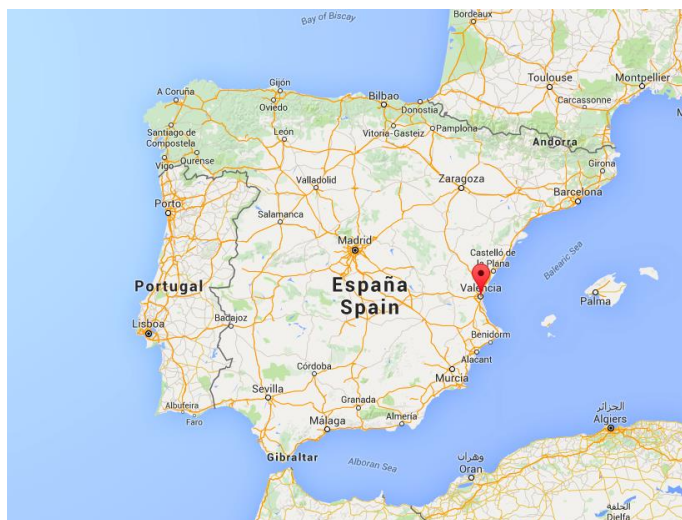 Bay of Biscay
Bordeaux
Toulouse
Montpellier
Carcassonne
Gijón
A Coruña
Oviedo
Bilbao
Donostia
Santiago de
Compostela
León
Vitoria-Gasteiz
Pamplona
Andorra
Vigo
Ourense
Girona
Valladolid
Zaragoza
Barcelona
Porto
Salamanca
Madrid
Castelló de
la Plana
Balearic Sea
Portugal
España
Spain
Valencia
Palma
Lisboa
Badajoz
Benidorm
Alacant
Córdoba
Murcia
Sevilla
Granada
Albufeira
Faro
Málaga
Almería
الجزائر
Algiers
Gibraltar
Alboran Sea
وهران
Oran
الجلفة
Djelfa